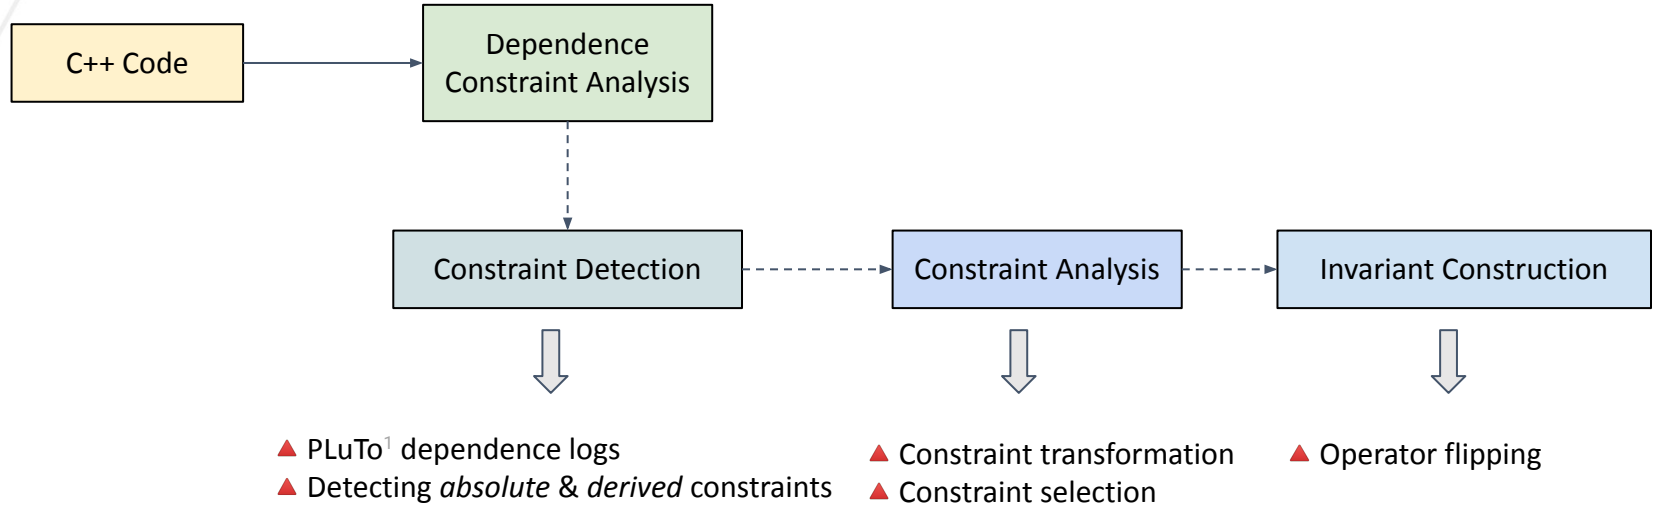 C++ Code
Dependence
Constraint Analysis
Constraint Detection
Constraint Analysis
Invariant Construction
PLuTo¹ dependence logs
Detecting absolute & derived constraints
Constraint transformation
Constraint selection
Operator flipping